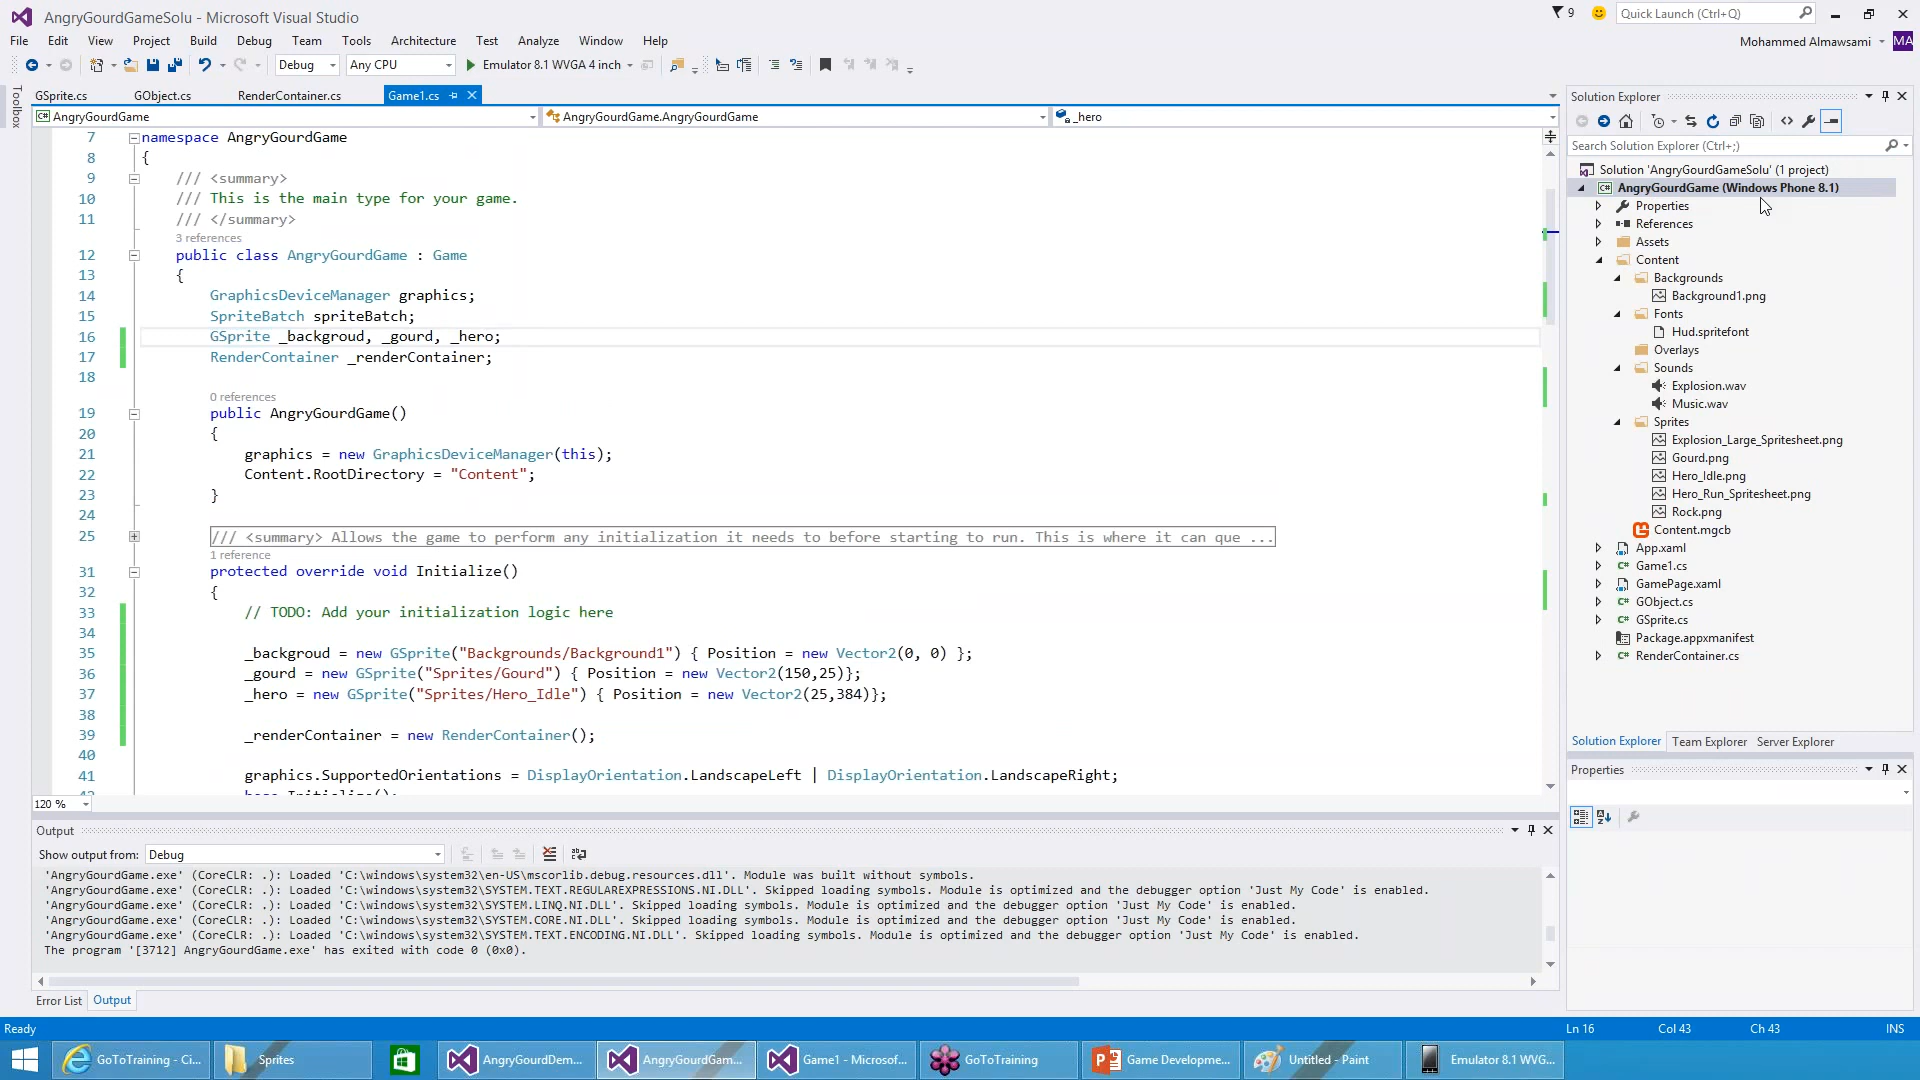 AngryGourdGameSolu - Microsoft Visual Studio
9
Quick Launch (Ctrl+Q)
File Edit View Project Build Debug Team Tools Architecture Test Analyze Window Help
Mohammed Almawsami MA
Debug Any CPU Emulator 8.1 WVGA 4 inch
Toolbox
GSprite.cs GObject.cs RenderContainer.cs Game1.cs
AngryGourdGame AngryGourdGame.AngryGourdGame _hero
7 namespace AngryGourdGame
8 {
9 /// <summary>
10 /// This is the main type for your game.
11 /// </summary>
3 references
12 public class AngryGourdGame : Game
13 {
14 GraphicsDeviceManager graphics;
15 SpriteBatch spriteBatch;
16 GSprite _backgroud, _gourd, _hero;
17 RenderContainer _renderContainer;
18
0 references
19 public AngryGourdGame()
20 {
21 graphics = new GraphicsDeviceManager(this);
22 Content.RootDirectory = "Content";
23 }
24
25 /// <summary> Allows the game to perform any initialization it needs to before starting to run. This is where it can que ...
1 reference
31 protected override void Initialize()
32 {
33 // TODO: Add your initialization logic here
34
35 _backgroud = new GSprite("Backgrounds/Background1") { Position = new Vector2(0, 0) };
36 _gourd = new GSprite("Sprites/Gourd") { Position = new Vector2(150,25)};
37 _hero = new GSprite("Sprites/Hero_Idle") { Position = new Vector2(25,384)};
38
39 _renderContainer = new RenderContainer();
40
41 graphics.SupportedOrientations = DisplayOrientation.LandscapeLeft | DisplayOrientation.LandscapeRight;
42 base.Initialize();
120 %
Output
Show output from: Debug
'AngryGourdGame.exe' (CoreCLR: .): Loaded 'C:\windows\system32\en-US\mscorlib.debug.resources.dll'. Module was built without symbols.
'AngryGourdGame.exe' (CoreCLR: .): Loaded 'C:\windows\system32\SYSTEM.TEXT.REGULAREXPRESSIONS.NI.DLL'. Skipped loading symbols. Module is optimized and the debugger option 'Just My Code' is enabled.
'AngryGourdGame.exe' (CoreCLR: .): Loaded 'C:\windows\system32\SYSTEM.LINQ.NI.DLL'. Skipped loading symbols. Module is optimized and the debugger option 'Just My Code' is enabled.
'AngryGourdGame.exe' (CoreCLR: .): Loaded 'C:\windows\system32\SYSTEM.CORE.NI.DLL'. Skipped loading symbols. Module is optimized and the debugger option 'Just My Code' is enabled.
'AngryGourdGame.exe' (CoreCLR: .): Loaded 'C:\windows\system32\SYSTEM.TEXT.ENCODING.NI.DLL'. Skipped loading symbols. Module is optimized and the debugger option 'Just My Code' is enabled.
The program '[3712] AngryGourdGame.exe' has exited with code 0 (0x0).
Error List Output
Solution Explorer
Search Solution Explorer (Ctrl+;)
Solution 'AngryGourdGameSolu' (1 project)
AngryGourdGame (Windows Phone 8.1)
Properties
References
Assets
Content
Backgrounds
Background1.png
Fonts
Hud.spritefont
Overlays
Sounds
Explosion.wav
Music.wav
Sprites
Explosion_Large_Spritesheet.png
Gourd.png
Hero_Idle.png
Hero_Run_Spritesheet.png
Rock.png
Content.mgcb
App.xaml
Game1.cs
GamePage.xaml
GObject.cs
GSprite.cs
Package.appxmanifest
RenderContainer.cs
Solution Explorer Team Explorer Server Explorer
Properties
Ready Ln 16 Col 43 Ch 43 INS
GoToTraining - Ci... Sprites AngryGourdDem... AngryGourdGam... Game1 - Microsof... GoToTraining Game Developme... Untitled - Paint Emulator 8.1 WVG...